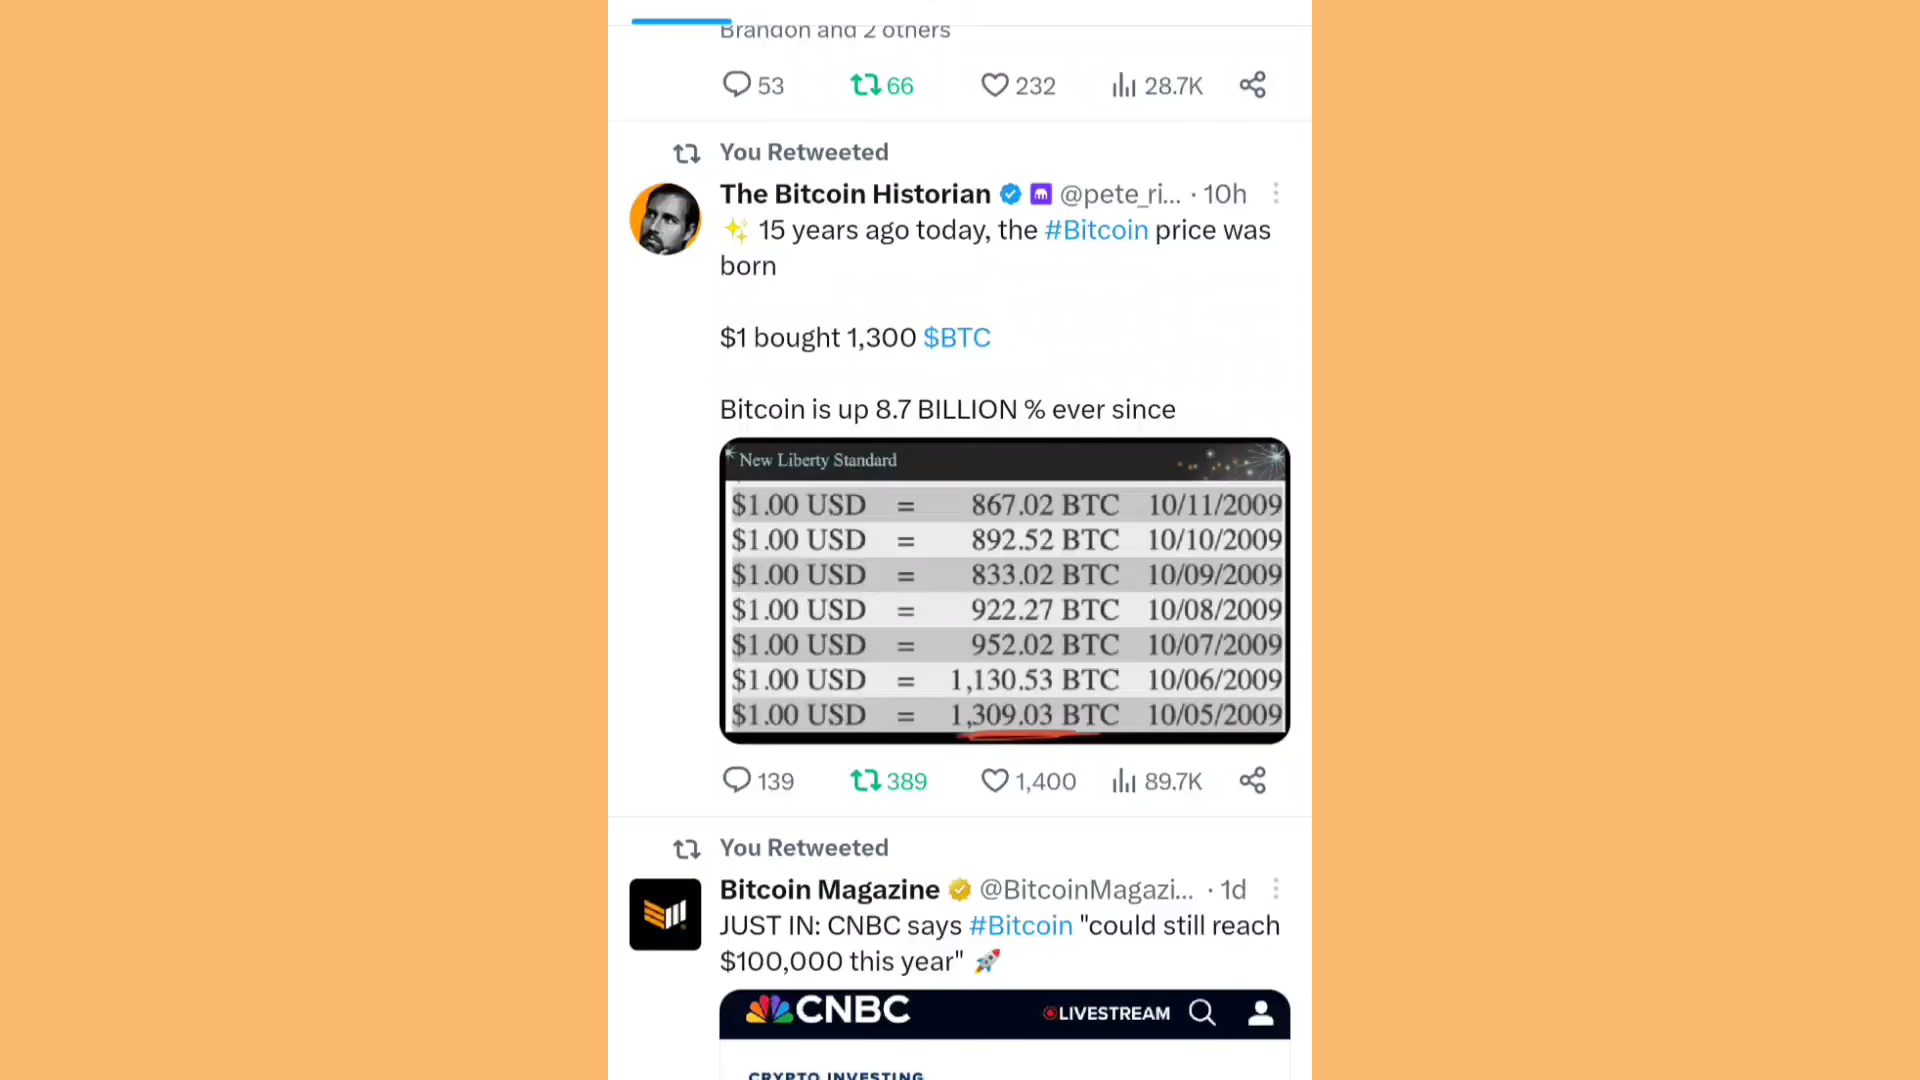 Brandon and 2 others
53 66 232 28.7K
You Retweeted
The Bitcoin Historian @pete_ri... · 10h
✨ 15 years ago today, the #Bitcoin price was
born
$1 bought 1,300 $BTC
Bitcoin is up 8.7 BILLION % ever since
New Liberty Standard
$1.00 USD = 867.02 BTC 10/11/2009
$1.00 USD = 892.52 BTC 10/10/2009
$1.00 USD = 833.02 BTC 10/09/2009
$1.00 USD = 922.27 BTC 10/08/2009
$1.00 USD = 952.02 BTC 10/07/2009
$1.00 USD = 1,130.53 BTC 10/06/2009
$1.00 USD = 1,309.03 BTC 10/05/2009
139 389 1,400 89.7K
You Retweeted
Bitcoin Magazine @BitcoinMagazi... · 1d
JUST IN: CNBC says #Bitcoin "could still reach
$100,000 this year" 🚀
CNBC LIVESTREAM
CRYPTO INVESTING